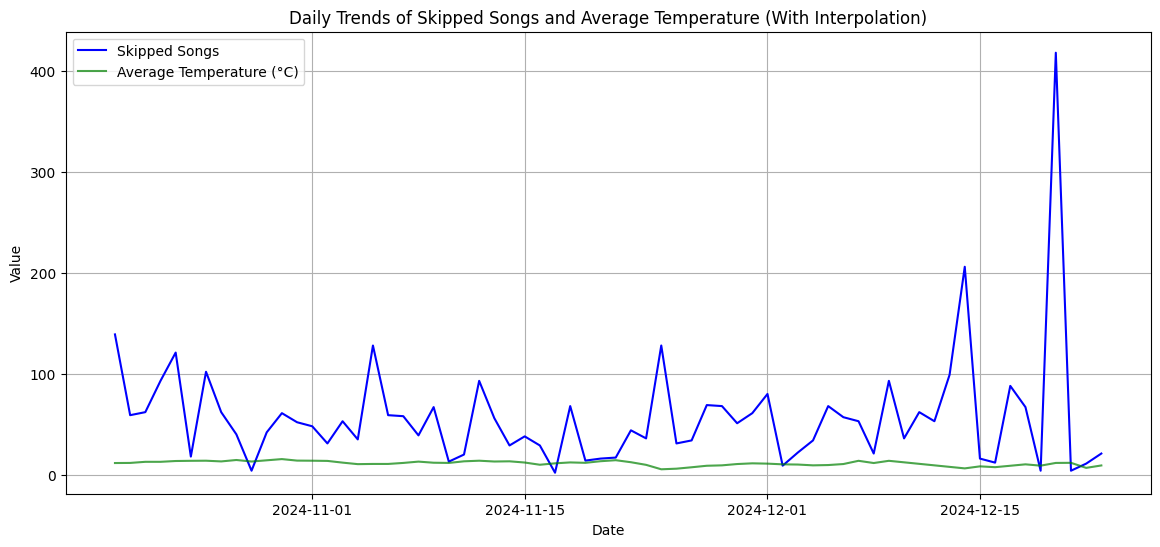 Daily Trends of Skipped Songs and Average Temperature (With Interpolation)
Skipped Songs
Average Temperature (°C)
400
300
200
100
0
Value
2024-11-01
2024-11-15
2024-12-01
2024-12-15
Date